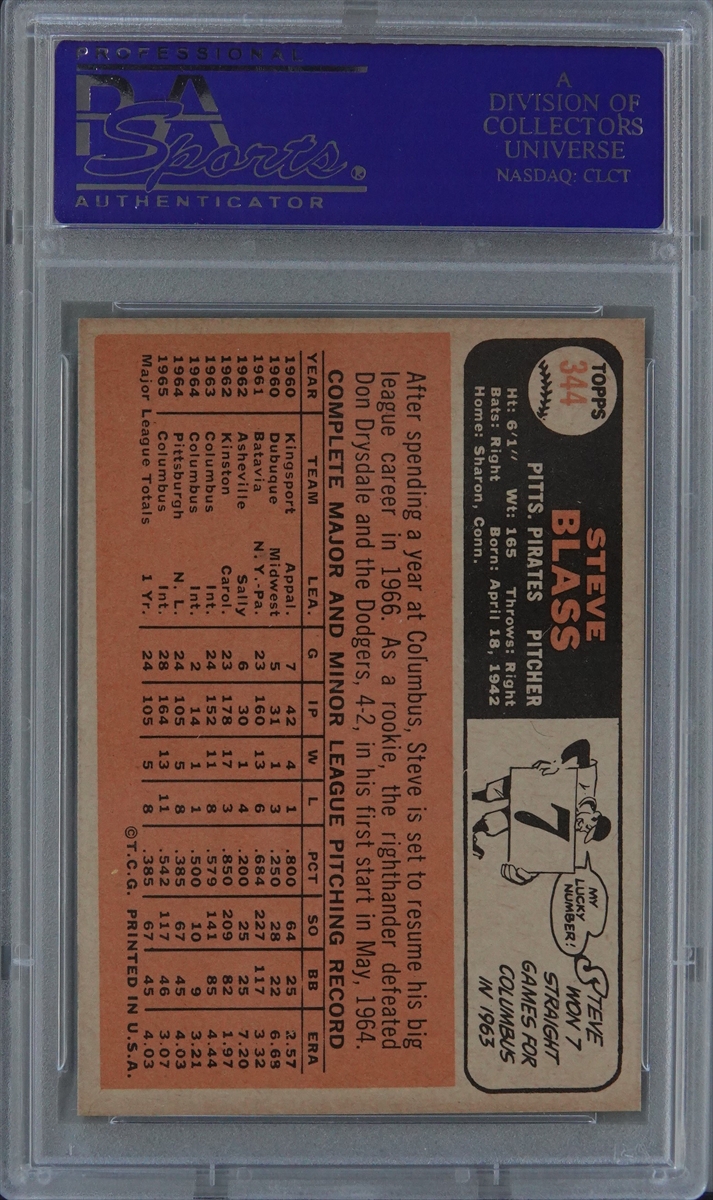 PROFESSIONAL
PSA
Sports®
AUTHENTICATOR
A
DIVISION OF
COLLECTORS
UNIVERSE
NASDAQ: CLCT
TOPPS
344
STEVE
BLASS
PITTS. PIRATES PITCHER
Ht: 6'1" Wt: 165 Throws: Right
Bats: Right Born: April 18, 1942
Home: Sharon, Conn.
7
MY
LUCKY
NUMBER!
STEVE
WON 7
STRAIGHT
GAMES FOR
COLUMBUS
IN 1963
After spending a year at Columbus, Steve is set to resume his big
league career in 1966. As a rookie, the righthander defeated
Don Drysdale and the Dodgers, 4-2, in his first start in May, 1964.
COMPLETE MAJOR AND MINOR LEAGUE PITCHING RECORD
YEAR TEAM LEA. G IP W L PCT SO BB ERA
1960 Kingsport Appal. 7 42 4 1 .800 64 25 2.57
1960 Dubuque Midwest 5 31 1 3 .250 28 22 6.68
1961 Batavia N.Y.-Pa. 23 160 13 6 .684 227 117 3.32
1962 Asheville Sally 6 30 1 4 .200 25 25 7.20
1962 Kinston Carol. 23 178 17 3 .850 209 82 1.97
1963 Columbus Int. 24 152 11 8 .579 141 85 4.44
1964 Columbus Int. 2 14 1 1 .500 10 9 3.21
1964 Pittsburgh N. L. 24 105 5 8 .385 67 45 4.03
1965 Columbus Int. 28 164 13 11 .542 117 46 3.07
Major League Totals 1 Yr. 24 105 5 8 .385 67 45 4.03
©T.C.G. PRINTED IN U.S.A.